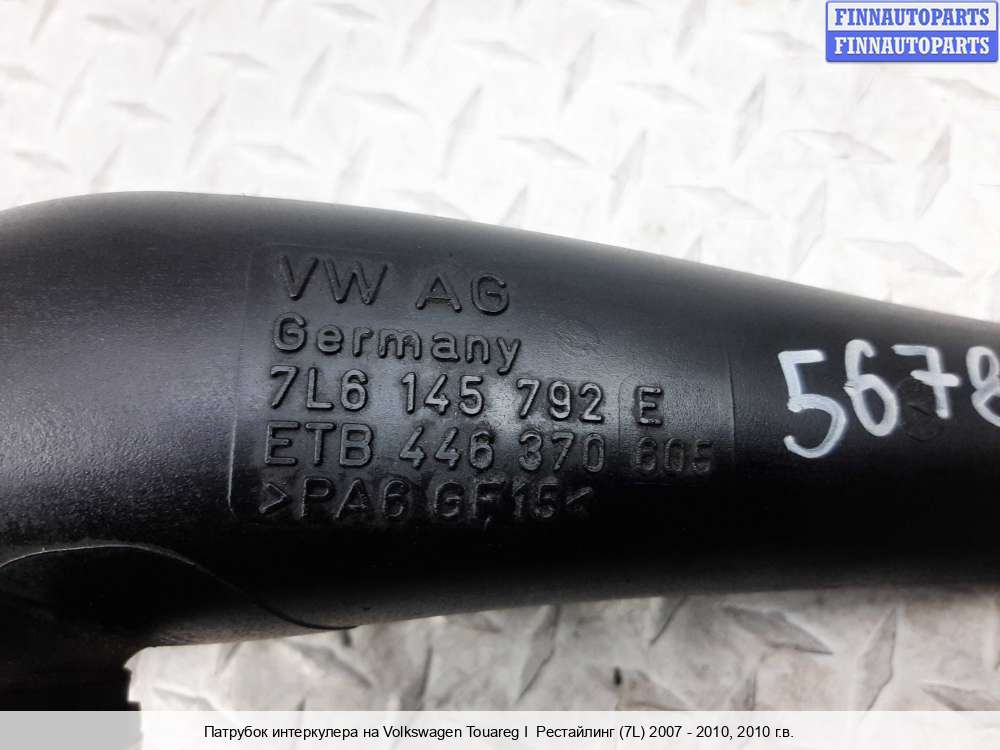 FINNAUTOPARTS
FINNAUTOPARTS
VW AG
Germany
7L6 145 792 E
ETB 446 370 605
>PA6 GF15<
5678
Патрубок интеркулера на Volkswagen Touareg I Рестайлинг (7L) 2007 - 2010, 2010 г.в.